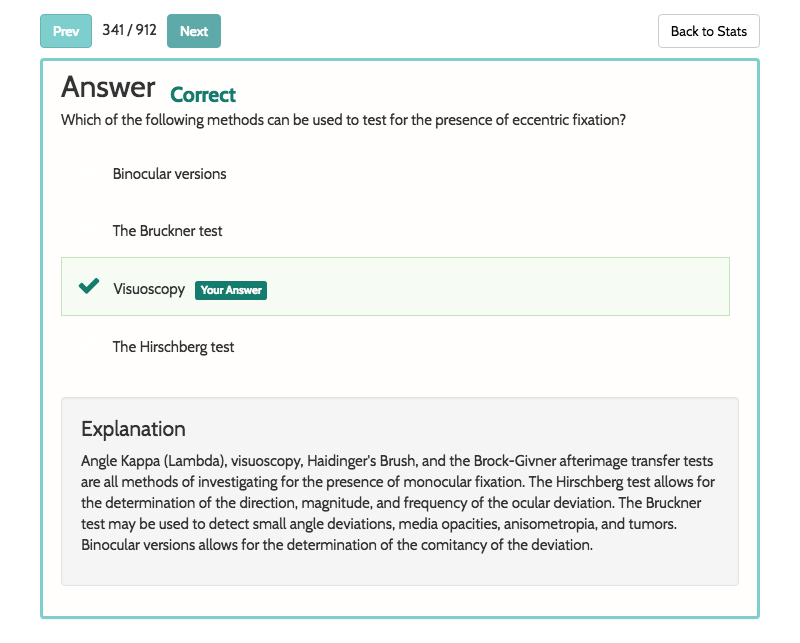 Prev 341 / 912 Next Back to Stats
Answer Correct
Which of the following methods can be used to test for the presence of eccentric fixation?
Binocular versions
The Bruckner test
Visuoscopy Your Answer
The Hirschberg test
Explanation
Angle Kappa (Lambda), visuoscopy, Haidinger's Brush, and the Brock-Givner afterimage transfer tests
are all methods of investigating for the presence of monocular fixation. The Hirschberg test allows for
the determination of the direction, magnitude, and frequency of the ocular deviation. The Bruckner
test may be used to detect small angle deviations, media opacities, anisometropia, and tumors.
Binocular versions allows for the determination of the comitancy of the deviation.